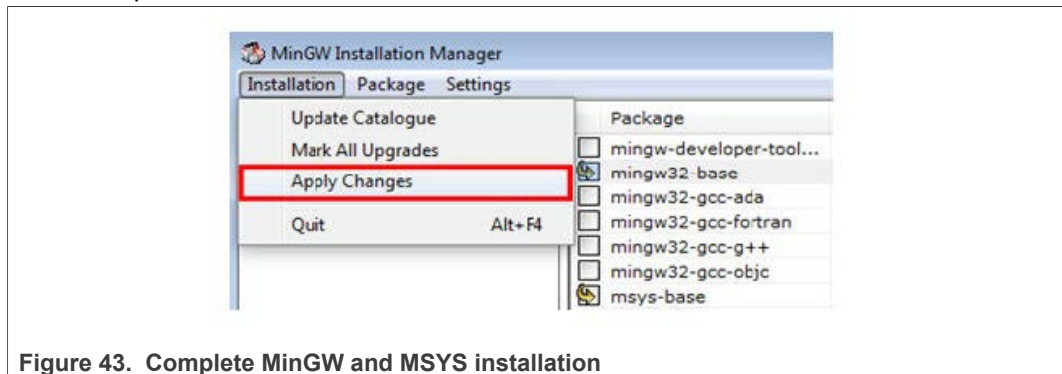 MinGW Installation Manager
Installation Package Settings
Update Catalogue
Mark All Upgrades
Apply Changes
Quit Alt+F4
Package
mingw-developer-tool...
mingw32-base
mingw32-gcc-ada
mingw32-gcc-fortran
mingw32-gcc-g++
mingw32-gcc-objc
msys-base
Figure 43. Complete MinGW and MSYS installation